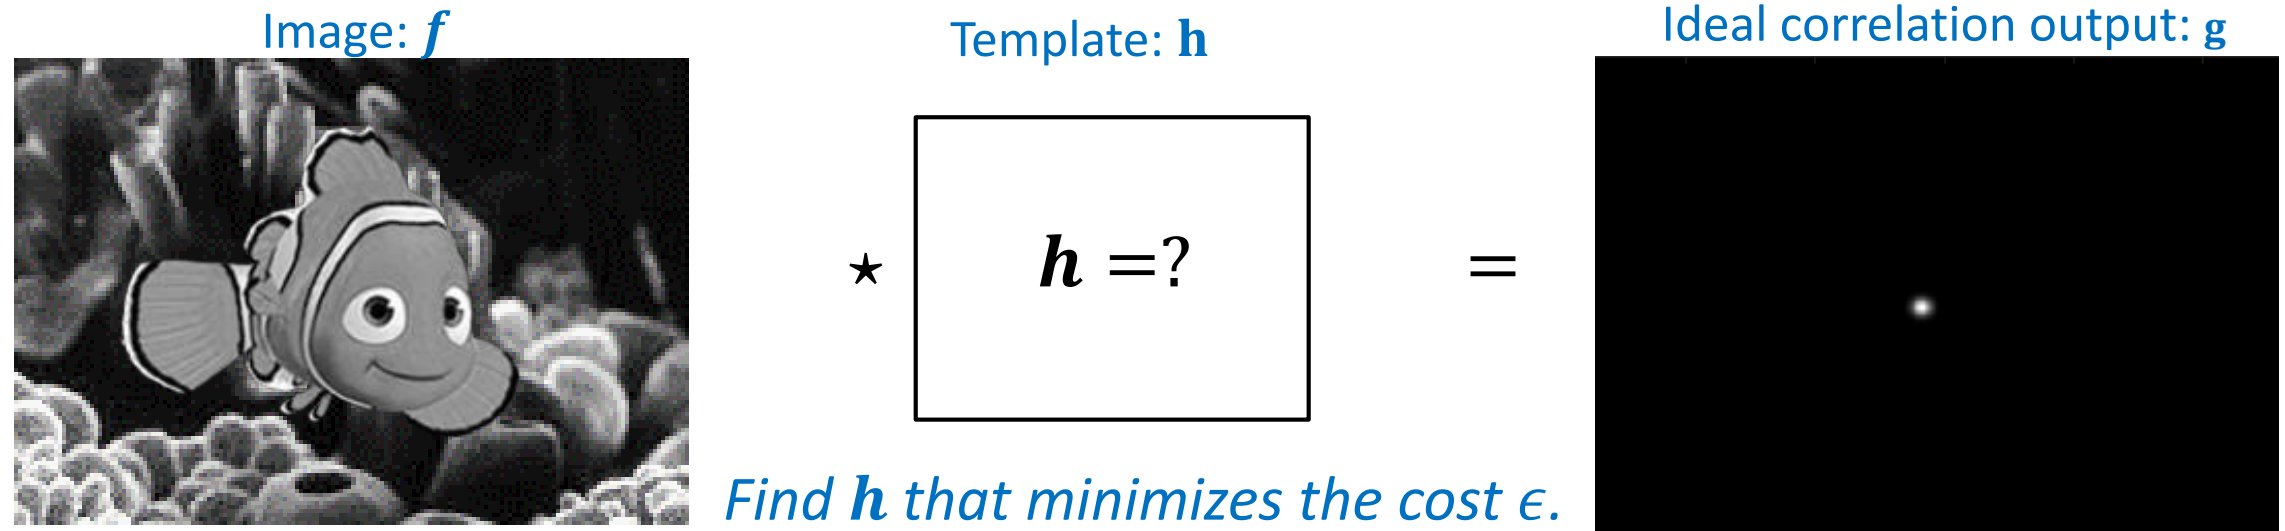 Image: f
Template: h
Ideal correlation output: g
⋆
h =?
=
Find h that minimizes the cost ϵ.